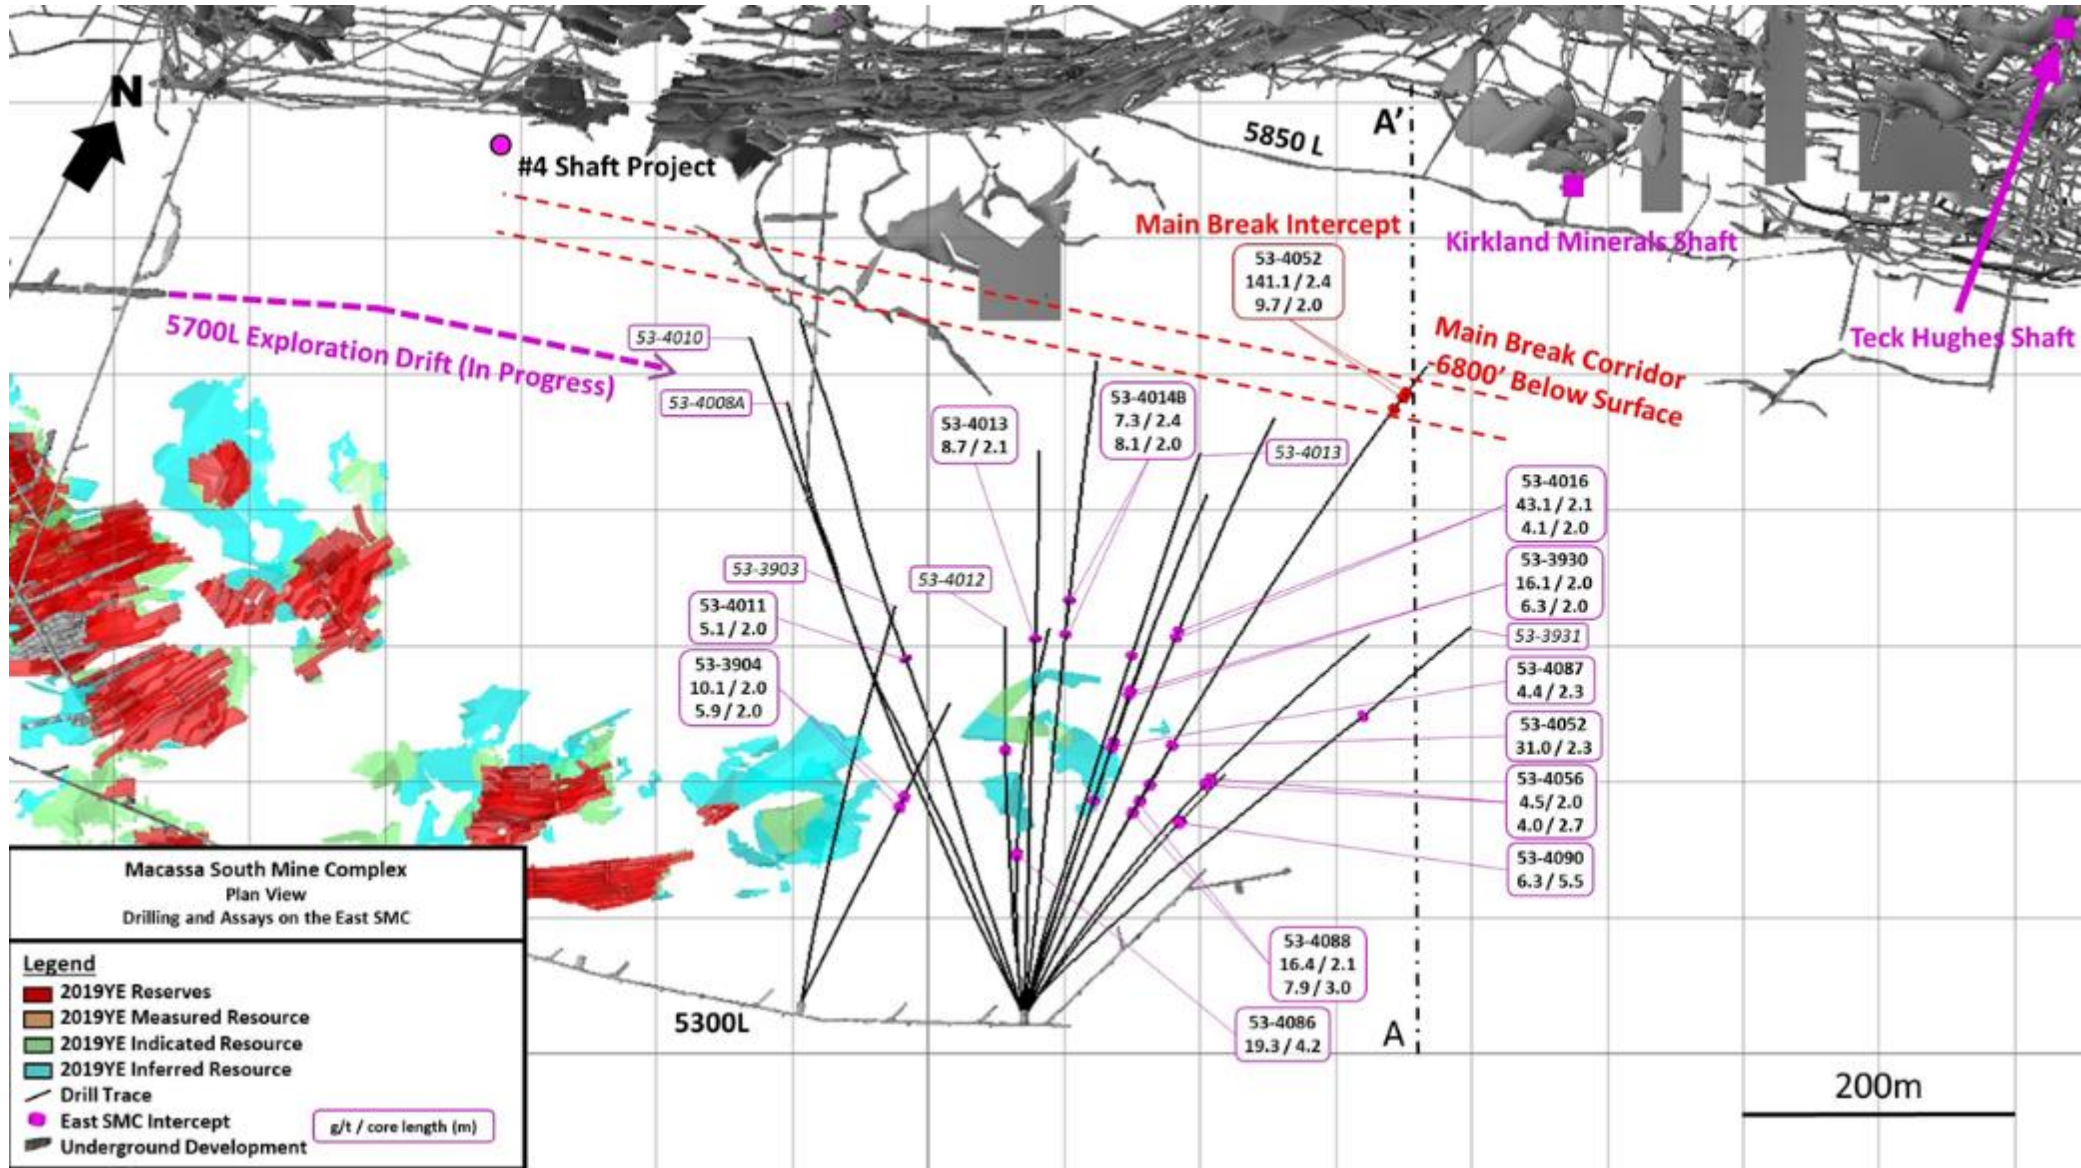 N
#4 Shaft Project
5850 L
A’
Main Break Intercept
53-4052
141.1 / 2.4
9.7 / 2.0
Kirkland Minerals Shaft
Teck Hughes Shaft
Main Break Corridor
-6800’ Below Surface
5700L Exploration Drift (In Progress)
53-4010
53-4008A
53-4013
8.7 / 2.1
53-4014B
7.3 / 2.4
8.1 / 2.0
53-4013
53-4016
43.1 / 2.1
4.1 / 2.0
53-3930
16.1 / 2.0
6.3 / 2.0
53-3931
53-4087
4.4 / 2.3
53-4052
31.0 / 2.3
53-4056
4.5/ 2.0
4.0 / 2.7
53-4090
6.3 / 5.5
53-3903
53-4012
53-4011
5.1 / 2.0
53-3904
10.1 / 2.0
5.9 / 2.0
53-4088
16.4 / 2.1
7.9 / 3.0
53-4086
19.3 / 4.2
5300L
A
200m
Macassa South Mine Complex
Plan View
Drilling and Assays on the East SMC
Legend
2019YE Reserves
2019YE Measured Resource
2019YE Indicated Resource
2019YE Inferred Resource
Drill Trace
East SMC Intercept
Underground Development
g/t / core length (m)